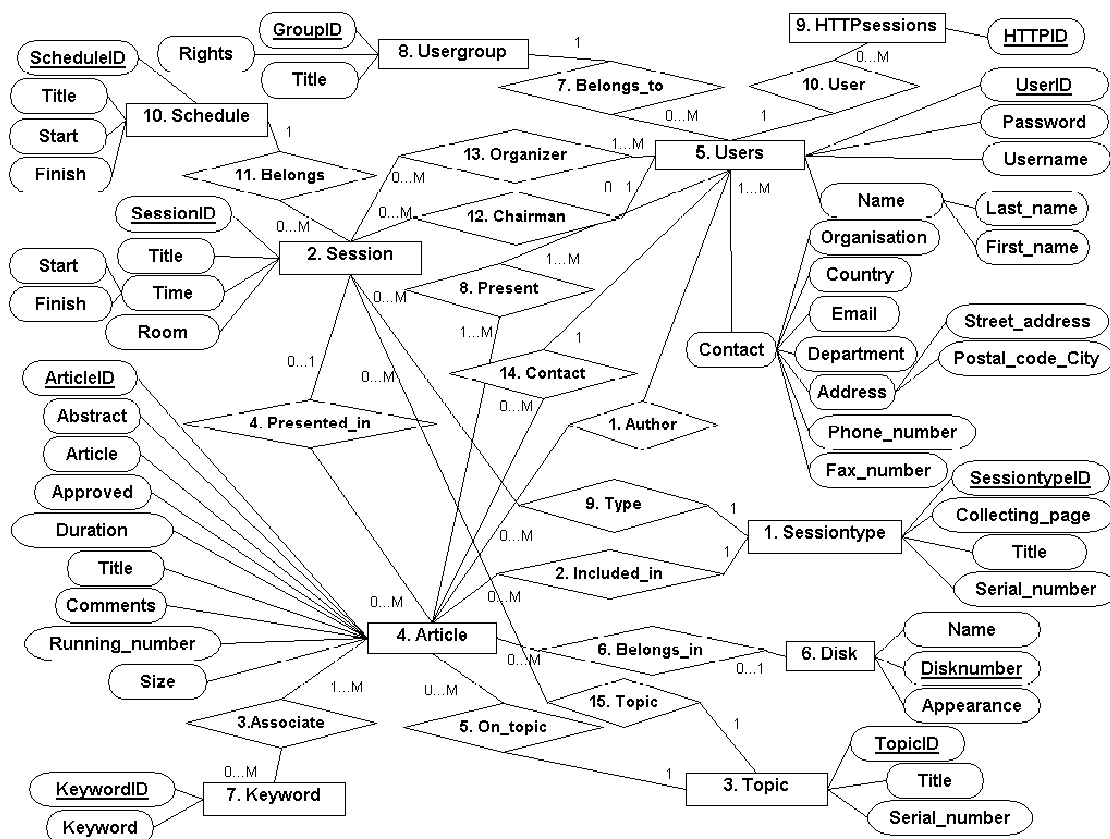 GroupID
Rights
8. Usergroup
1
Title
9. HTTPsessions
HTTPID
0...M
ScheduleID
Title
Start
Finish
10. Schedule
1
7. Belongs_to
0...M
10. User
1
UserID
Password
Username
5. Users
11. Belongs
0...M
13. Organizer
1...M
0...M
12. Chairman
0 1
0...M
1...M
Name
Last_name
First_name
SessionID
Title
Start
Time
Finish
Room
2. Session
0...M
8. Present
1...M
1...M
Organisation
Country
Email
Contact
Department
Address
Street_address
Postal_code_City
Phone_number
Fax_number
0...1
0...M
14. Contact
1
0...M
1. Author
0...M
4. Presented_in
0...M
ArticleID
Abstract
Article
Approved
Duration
Title
Comments
Running_number
Size
4. Article
9. Type
1
1. Sessiontype
SessiontypeID
Collecting_page
Title
Serial_number
2. Included_in
1
0...M
6. Belongs_in
0...M
0...1
6. Disk
Name
Disknumber
Appearance
1...M
3.Associate
0...M
0...M
5. On_topic
1
15. Topic
1
KeywordID
Keyword
7. Keyword
3. Topic
TopicID
Title
Serial_number